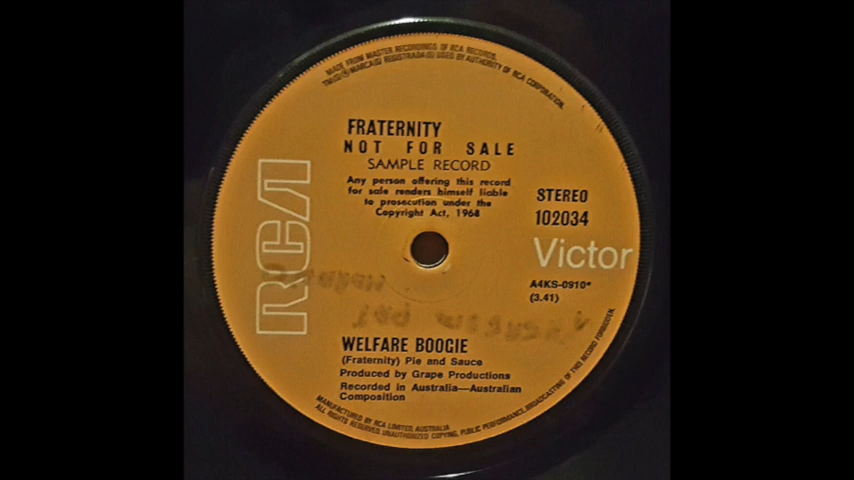 MADE FROM MASTER RECORDINGS OF RCA RECORDS.
TM(S) ® MARCA(S) REGISTRADA(S) USED BY AUTHORITY OF RCA CORPORATION.
FRATERNITY
NOT FOR SALE
SAMPLE RECORD
Any person offering this record
for sale renders himself liable
to prosecution under the
Copyright Act, 1968
STEREO
102034
RCA
Victor
A4KS-0910*
(3.41)
WELFARE BOOGIE
(Fraternity) Pie and Sauce
Produced by Grape Productions
Recorded in Australia—Australian
Composition
MANUFACTURED BY RCA LIMITED, AUSTRALIA
ALL RIGHTS RESERVED. UNAUTHORIZED COPYING, PUBLIC PERFORMANCE, BROADCASTING OF THIS RECORD FORBIDDEN.